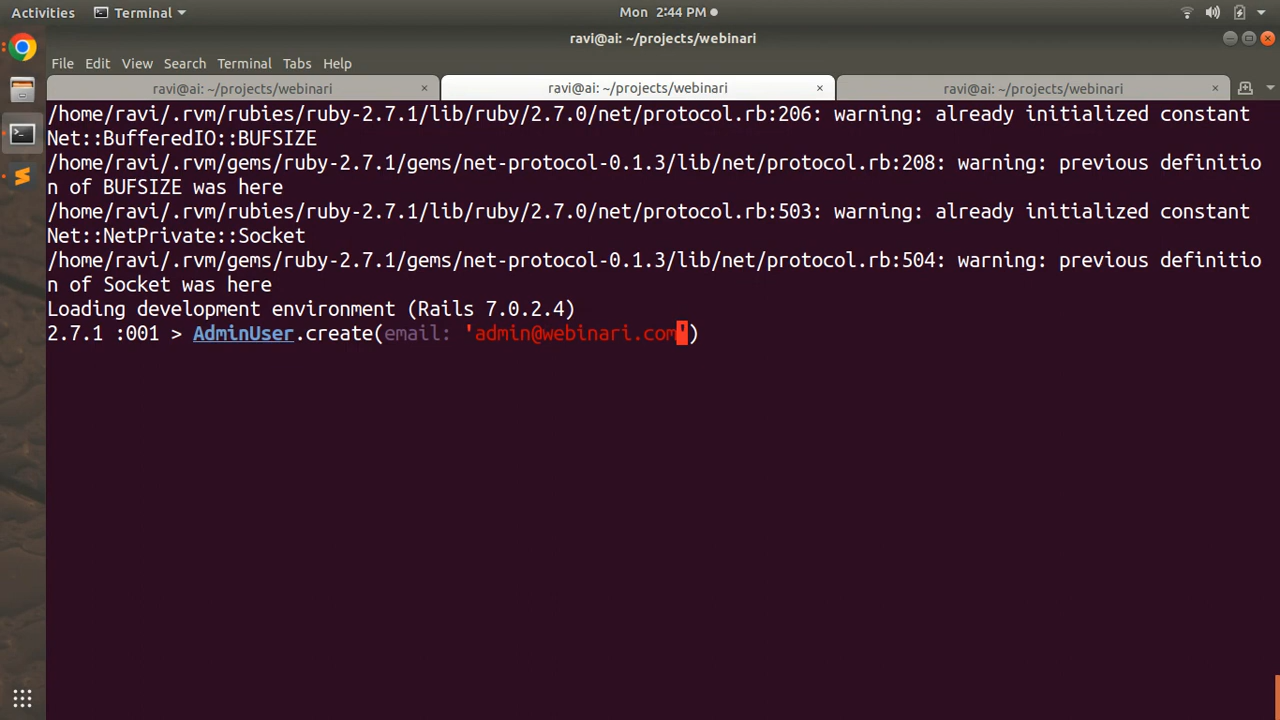 Activities Terminal Mon 2:44 PM
ravi@ai: ~/projects/webinari
File Edit View Search Terminal Tabs Help
ravi@ai: ~/projects/webinari × ravi@ai: ~/projects/webinari × ravi@ai: ~/projects/webinari ×
/home/ravi/.rvm/rubies/ruby-2.7.1/lib/ruby/2.7.0/net/protocol.rb:206: warning: already initialized constant
Net::BufferedIO::BUFSIZE
/home/ravi/.rvm/gems/ruby-2.7.1/gems/net-protocol-0.1.3/lib/net/protocol.rb:208: warning: previous definitio
n of BUFSIZE was here
/home/ravi/.rvm/rubies/ruby-2.7.1/lib/ruby/2.7.0/net/protocol.rb:503: warning: already initialized constant
Net::NetPrivate::Socket
/home/ravi/.rvm/gems/ruby-2.7.1/gems/net-protocol-0.1.3/lib/net/protocol.rb:504: warning: previous definitio
n of Socket was here
Loading development environment (Rails 7.0.2.4)
2.7.1 :001 > AdminUser.create(email: 'admin@webinari.com')